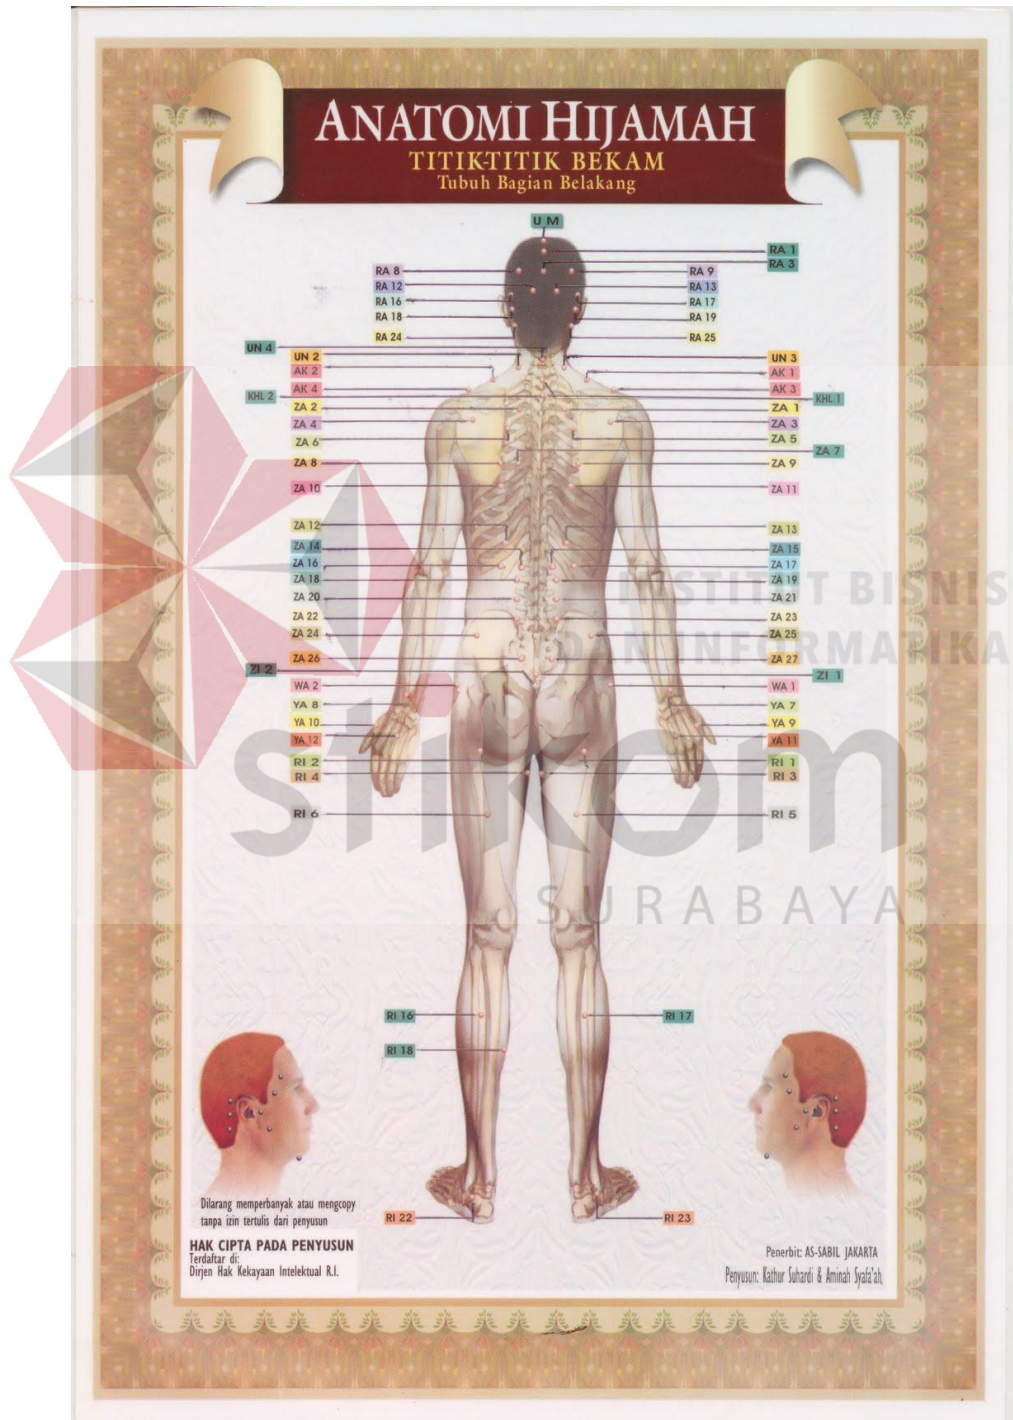 ANATOMI HIJAMAH
TITIK-TITIK BEKAM
Tubuh Bagian Belakang
U M
RA 1
RA 3
RA 8
RA 9
RA 12
RA 13
RA 16
RA 17
RA 18
RA 19
RA 24
RA 25
UN 4
UN 2
UN 3
AK 2
AK 1
AK 4
AK 3
KHL 2
KHL 1
ZA 2
ZA 1
ZA 4
ZA 3
ZA 6
ZA 5
ZA 7
ZA 8
ZA 9
ZA 10
ZA 11
ZA 12
ZA 13
ZA 14
ZA 15
ZA 16
ZA 17
ZA 18
ZA 19
ZA 20
ZA 21
ZA 22
ZA 23
ZA 24
ZA 25
ZA 26
ZA 27
ZI 2
ZI 1
WA 2
WA 1
YA 8
YA 7
YA 10
YA 9
YA 12
YA 11
RI 2
RI 1
RI 4
RI 3
RI 6
RI 5
INSTITUT BISNIS
DAN INFORMATIKA
stikom
SURABAYA
RI 16
RI 17
RI 18
RI 22
RI 23
Dilarang memperbanyak atau mengcopy
tanpa izin tertulis dari penyusun
HAK CIPTA PADA PENYUSUN
Terdaftar di:
Dirjen Hak Kekayaan Intelektual R.I.
Penerbit: AS-SABIL JAKARTA
Penyusun: Kathur Suhardi & Aminah Syafa'ah